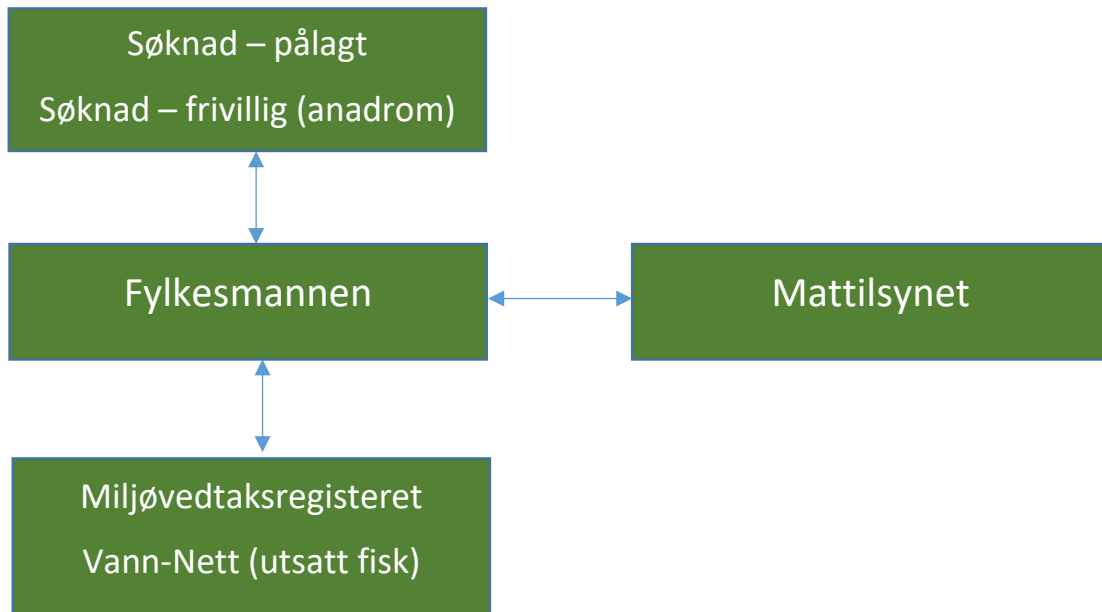 Søknad – pålagt
Søknad – frivillig (anadrom)
Fylkesmannen
Mattilsynet
Miljøvedtaksregisteret
Vann-Nett (utsatt fisk)